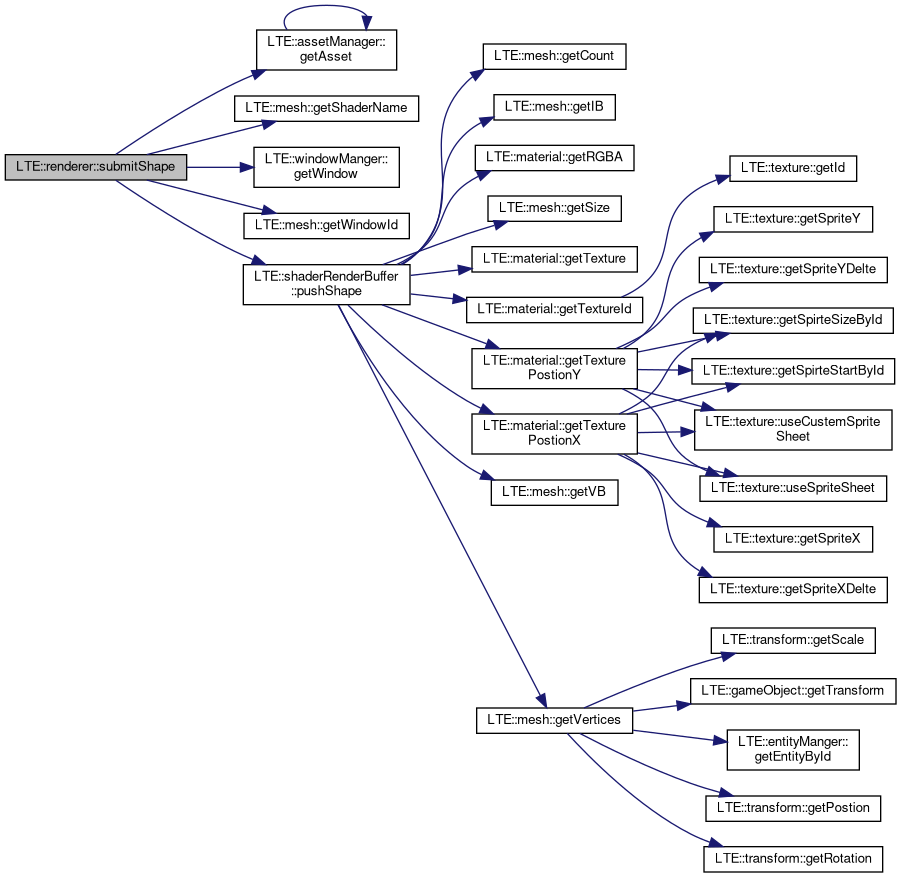 LTE::renderer::submitShape
LTE::assetManager::
getAsset
LTE::mesh::getShaderName
LTE::windowManger::
getWindow
LTE::mesh::getWindowId
LTE::shaderRenderBuffer
::pushShape
LTE::mesh::getCount
LTE::mesh::getIB
LTE::material::getRGBA
LTE::mesh::getSize
LTE::material::getTexture
LTE::material::getTextureId
LTE::material::getTexture
PostionY
LTE::material::getTexture
PostionX
LTE::mesh::getVB
LTE::mesh::getVertices
LTE::texture::getId
LTE::texture::getSpriteY
LTE::texture::getSpriteYDelte
LTE::texture::getSpirteSizeById
LTE::texture::getSpirteStartById
LTE::texture::useCustemSprite
Sheet
LTE::texture::useSpriteSheet
LTE::texture::getSpriteX
LTE::texture::getSpriteXDelte
LTE::transform::getScale
LTE::gameObject::getTransform
LTE::entityManger::
getEntityById
LTE::transform::getPostion
LTE::transform::getRotation